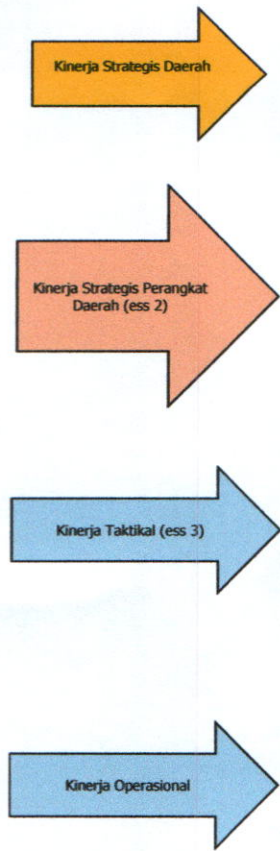 Kinerja Strategis Daerah
Kinerja Strategis Perangkat
Daerah (ess 2)
Kinerja Taktikal (ess 3)
Kinerja Operasional